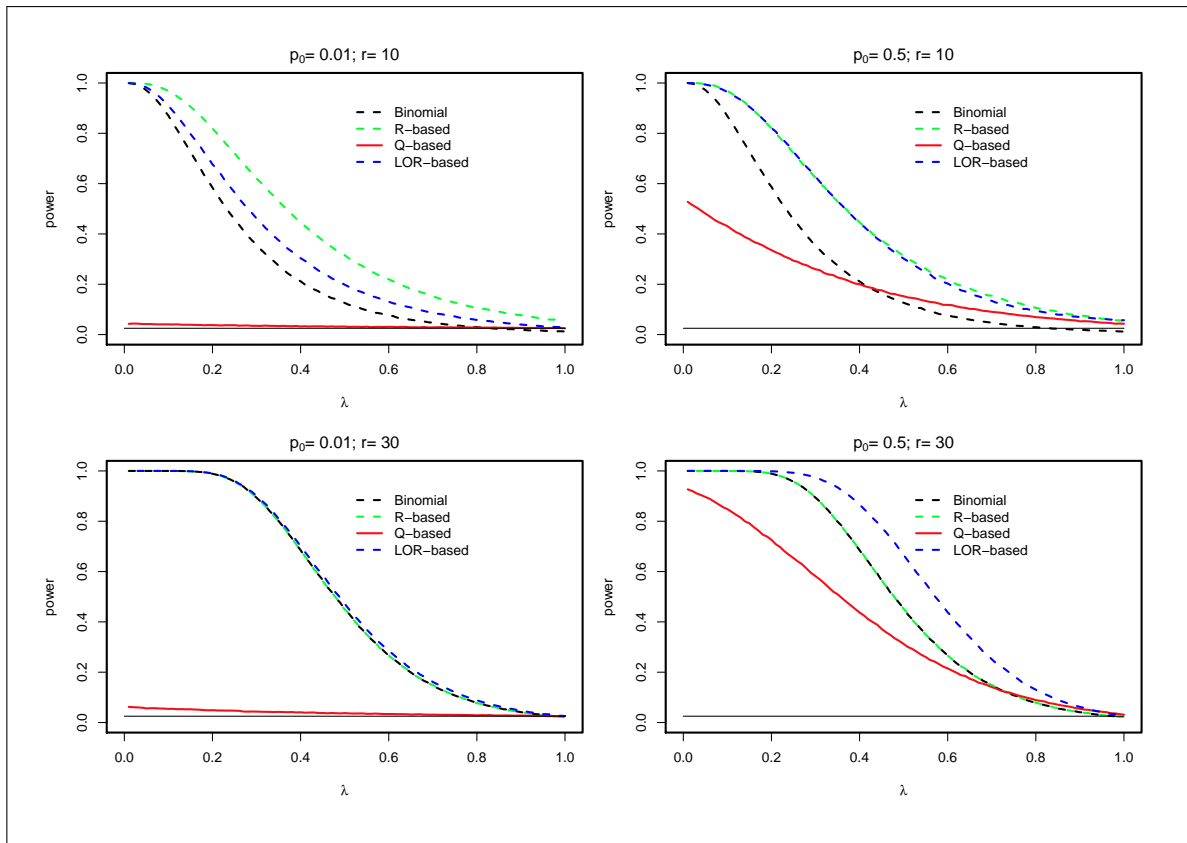 p0= 0.01; r= 10
power
1.0
0.8
0.6
0.4
0.2
0.0
Binomial
R−based
Q−based
LOR−based
0.0 0.2 0.4 0.6 0.8 1.0
λ
p0= 0.5; r= 10
power
1.0
0.8
0.6
0.4
0.2
0.0
Binomial
R−based
Q−based
LOR−based
0.0 0.2 0.4 0.6 0.8 1.0
λ
p0= 0.01; r= 30
power
1.0
0.8
0.6
0.4
0.2
0.0
Binomial
R−based
Q−based
LOR−based
0.0 0.2 0.4 0.6 0.8 1.0
λ
p0= 0.5; r= 30
power
1.0
0.8
0.6
0.4
0.2
0.0
Binomial
R−based
Q−based
LOR−based
0.0 0.2 0.4 0.6 0.8 1.0
λ